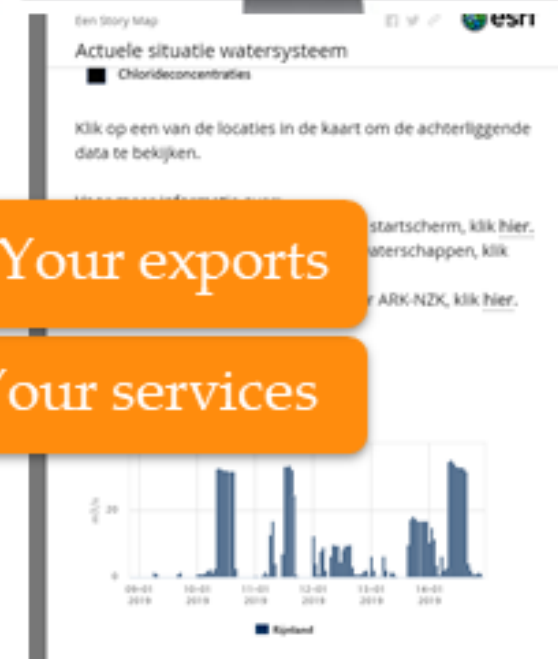 Een Story Map
esri
Actuele situatie watersysteem
Chlorideconcentraties
Klik op een van de locaties in de kaart om de achterliggende
data te bekijken.
startscherm, klik hier.
Your exports
waterschappen, klik
ARK-NZK, klik hier.
Your services
m3/s
20
0
09-01 10-01 11-01 12-01 13-01 14-01
2019 2019 2019 2019 2019 2019
Rijnland